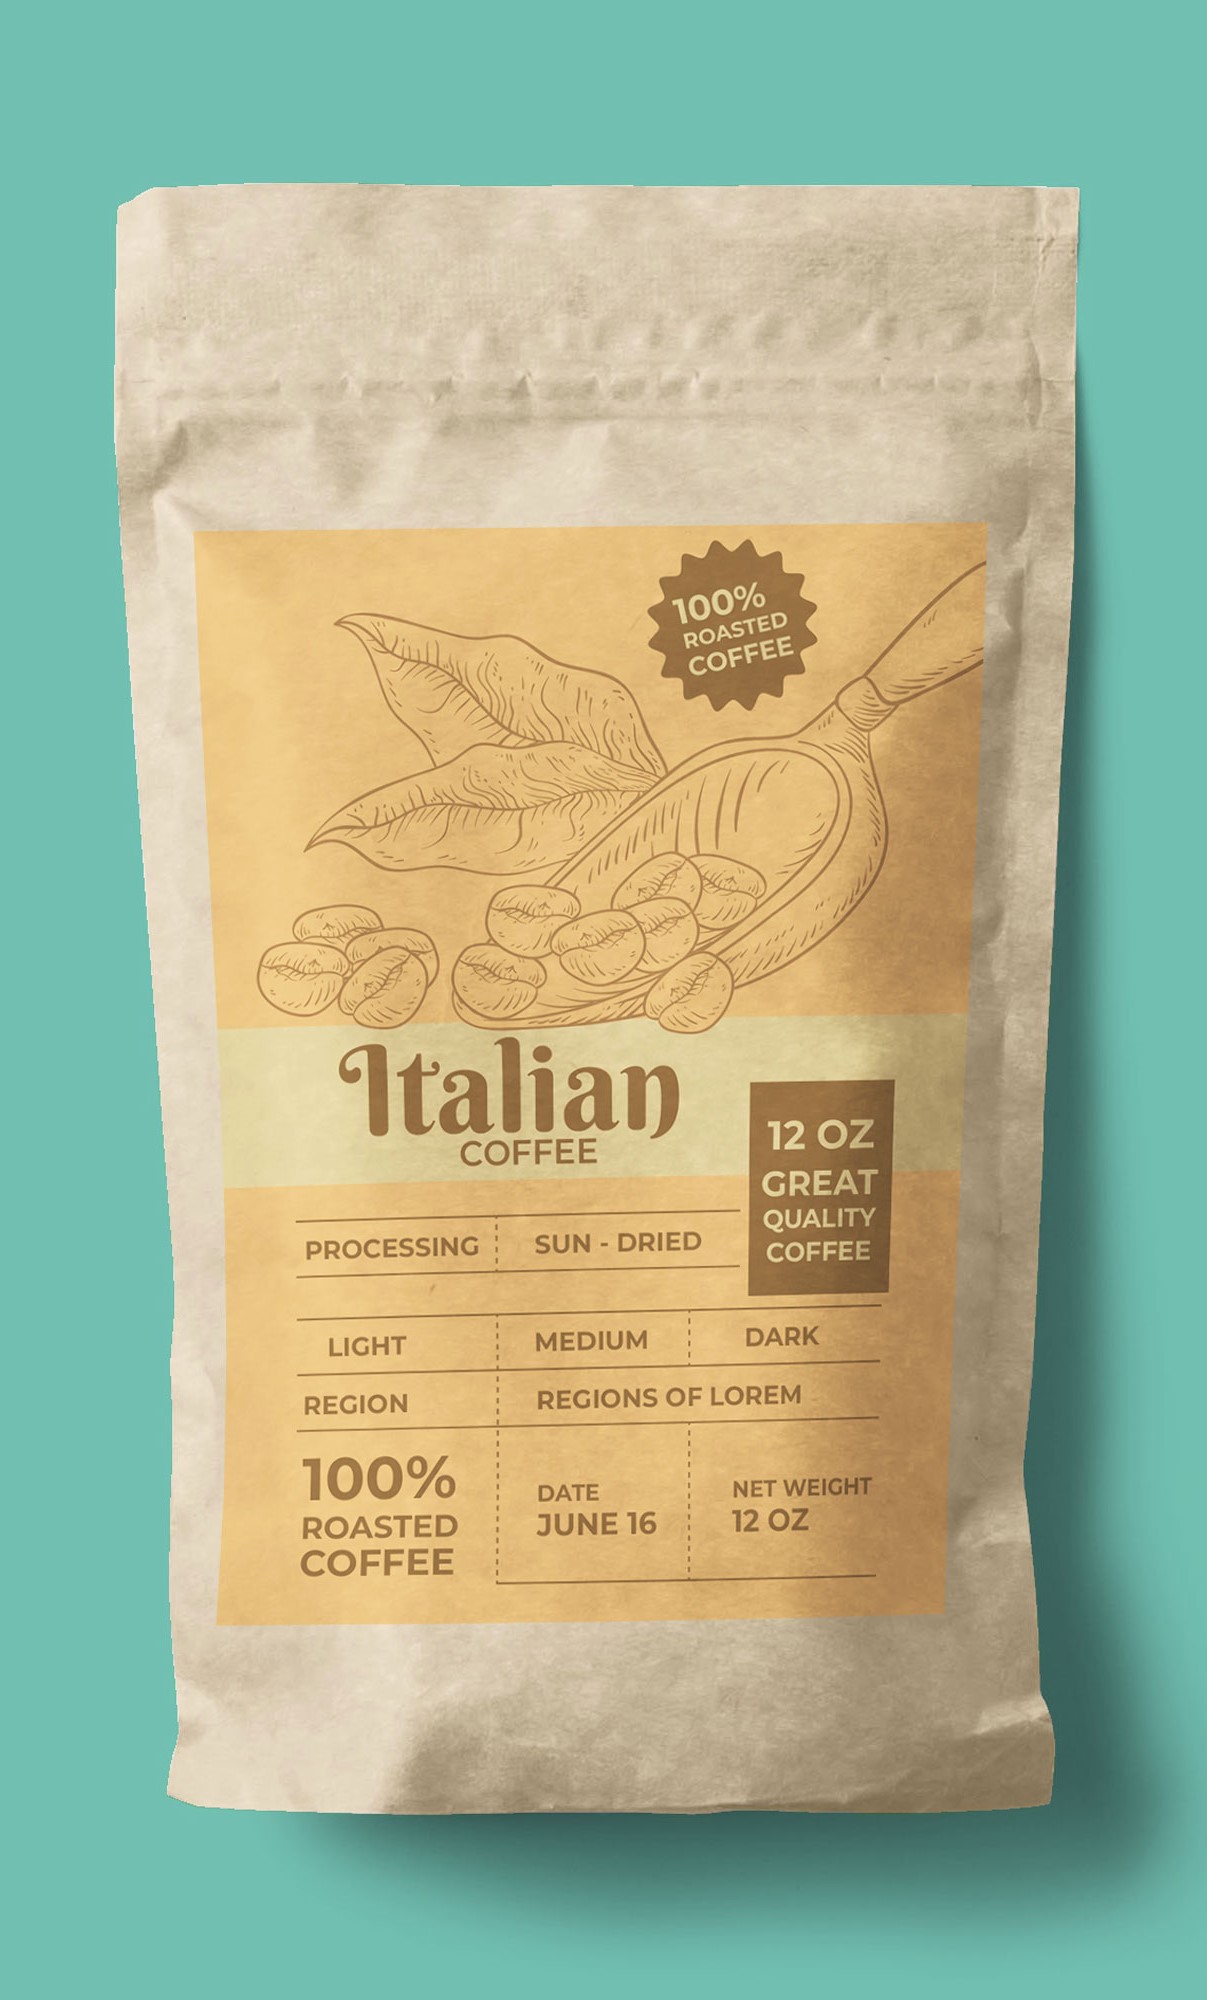 100%
ROASTED
COFFEE
Italian
COFFEE
12 OZ
GREAT
QUALITY
COFFEE
PROCESSING SUN - DRIED
LIGHT MEDIUM DARK
REGION REGIONS OF LOREM
100%
ROASTED
COFFEE
DATE
JUNE 16
NET WEIGHT
12 OZ